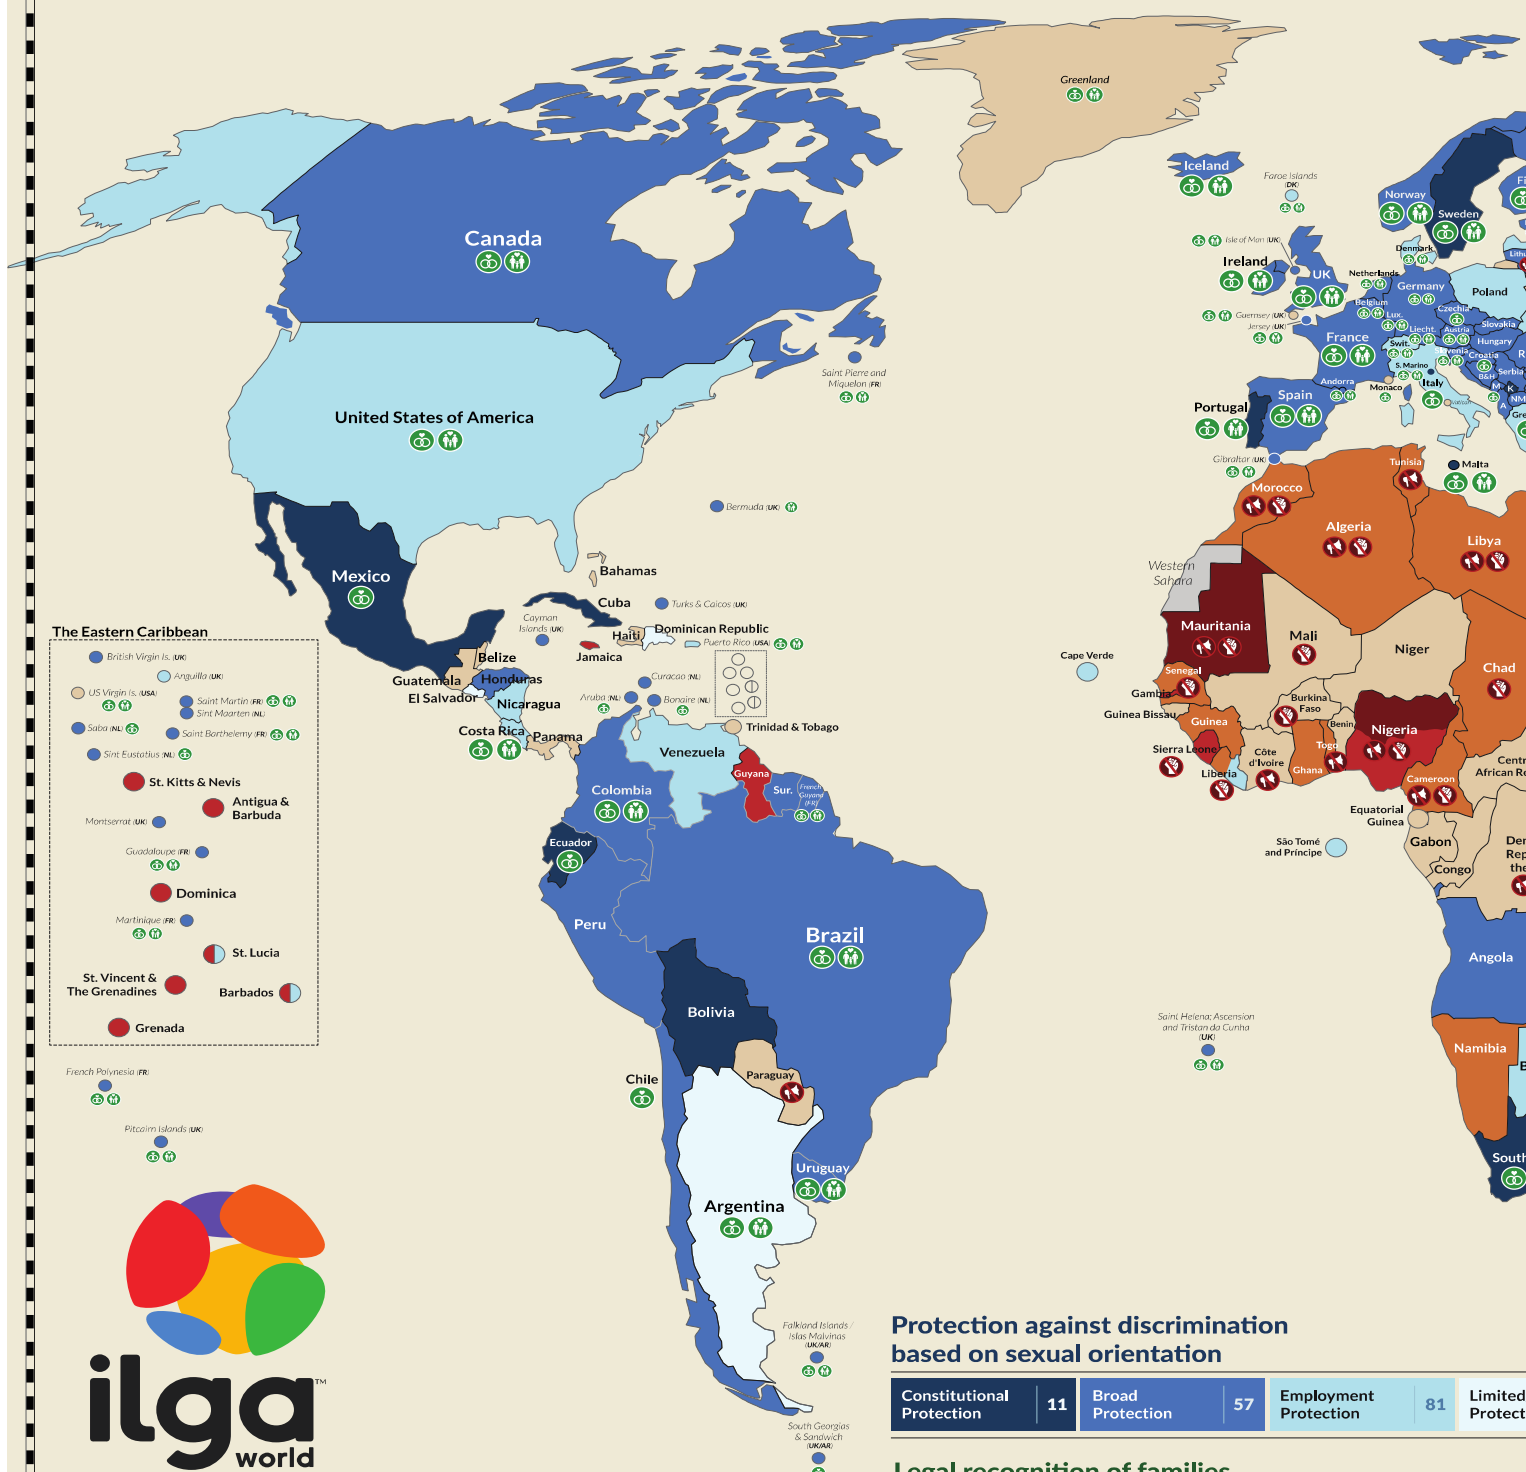 Greenland
Iceland
Faroe Islands
(DK)
Norway
Sweden
Canada
Isle of Man (UK)
Denmark
Ireland
UK
Netherlands
Germany
Poland
Belgium
Czechia
Guernsey (UK)
Lux.
Jersey (UK)
Liecht.
Austria
Slovakia
France
Hungary
Swit.
Slovenia
Croatia
S. Marino
B&H
Serbia
Saint Pierre and
Miquelon (FR)
Andorra
Monaco
Italy
M
K
Spain
NM
A
Portugal
United States of America
Gibraltar (UK)
Tunisia
Malta
Morocco
Bermuda (UK)
Algeria
Libya
Western
Sahara
Mexico
Bahamas
Cuba
Turks & Caicos (UK)
Cayman
Islands (UK)
Haiti
Dominican Republic
Puerto Rico (USA)
Jamaica
Belize
Guatemala
Honduras
El Salvador
Nicaragua
Costa Rica
Panama
Curacao (NL)
Aruba (NL)
Bonaire (NL)
Trinidad & Tobago
Mauritania
Mali
Niger
Chad
Cape Verde
Senegal
Gambia
Guinea Bissau
Guinea
Burkina
Faso
Benin
Nigeria
Sierra Leone
Liberia
Côte
d'Ivoire
Togo
Ghana
Cameroon
Equatorial
Guinea
São Tomé
and Príncipe
Gabon
Congo
The Eastern Caribbean
British Virgin Is. (UK)
Anguilla (UK)
US Virgin Is. (USA)
Saint Martin (FR)
Sint Maarten (NL)
Saba (NL)
Saint Barthelemy (FR)
Sint Eustatius (NL)
St. Kitts & Nevis
Antigua &
Barbuda
Montserrat (UK)
Guadaloupe (FR)
Dominica
Martinique (FR)
St. Lucia
St. Vincent &
The Grenadines
Barbados
Grenada
Venezuela
Guyana
Sur.
French
Guyana
(FR)
Colombia
Ecuador
Peru
Brazil
Bolivia
Angola
Saint Helena; Ascension
and Tristan da Cunha
(UK)
Namibia
Paraguay
Chile
French Polynesia (FR)
Pitcairn Islands (UK)
South
Uruguay
Argentina
Falkland Islands /
Islas Malvinas
(UK/AR)
South Georgias
& Sandwich
(UK/AR)
ilga™
world
Protection against discrimination
based on sexual orientation
Constitutional
Protection 11
Broad
Protection 57
Employment
Protection 81
Limited
Protect
Legal recognition of families